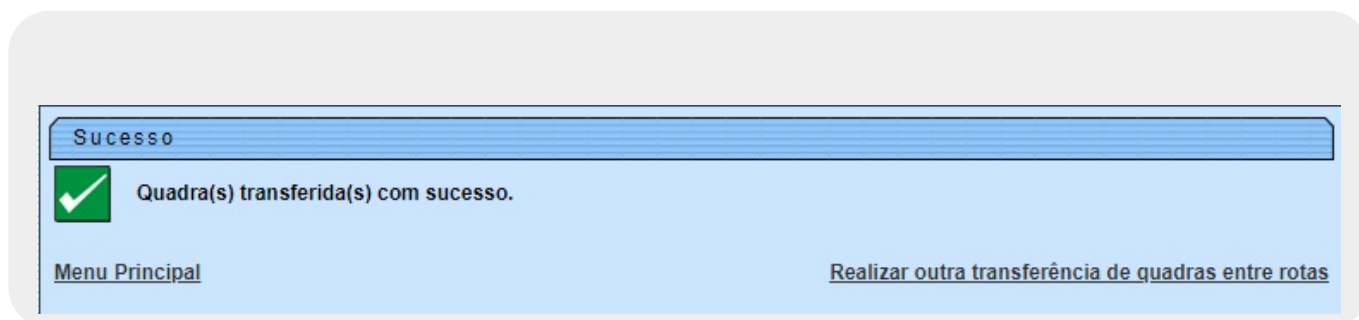 Sucesso
Quadra(s) transferida(s) com sucesso.
Menu Principal
Realizar outra transferência de quadras entre rotas